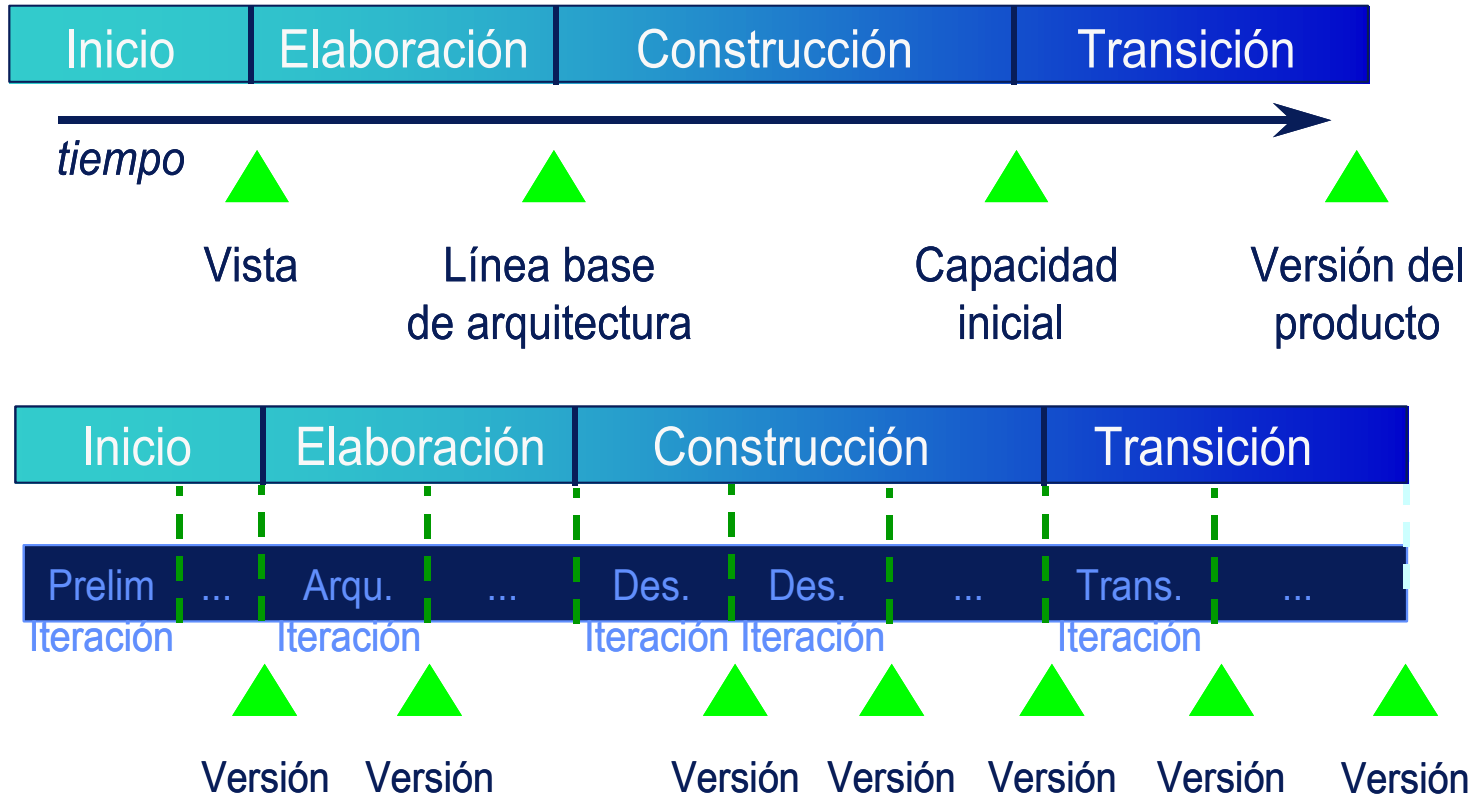 Inicio Elaboración Construcción Transición
tiempo
Vista Línea base Capacidad Versión del
de arquitectura inicial producto
Inicio Elaboración Construcción Transición
Prelim ... Arqu. ... Des. Des. ... Trans. ...
Iteración Iteración Iteración Iteración Iteración
Versión Versión Versión Versión Versión Versión Versión